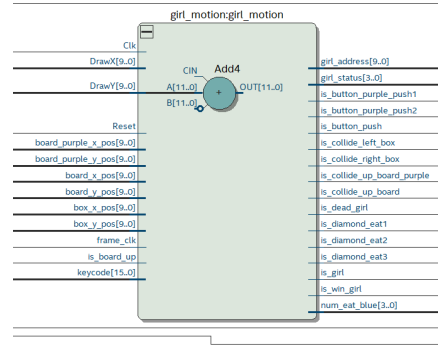 girl_motion:girl_motion
Clk
DrawX[9..0]
DrawY[9..0]
Reset
board_purple_x_pos[9..0]
board_purple_y_pos[9..0]
board_x_pos[9..0]
board_y_pos[9..0]
box_x_pos[9..0]
box_y_pos[9..0]
frame_clk
is_board_up
keycode[15..0]
CIN
Add4
A[11..0]
B[11..0]
+
OUT[11..0]
girl_address[9..0]
girl_status[3..0]
is_button_purple_push1
is_button_purple_push2
is_button_push
is_collide_left_box
is_collide_right_box
is_collide_up_board_purple
is_collide_up_board
is_dead_girl
is_diamond_eat1
is_diamond_eat2
is_diamond_eat3
is_girl
is_win_girl
num_eat_blue[3..0]